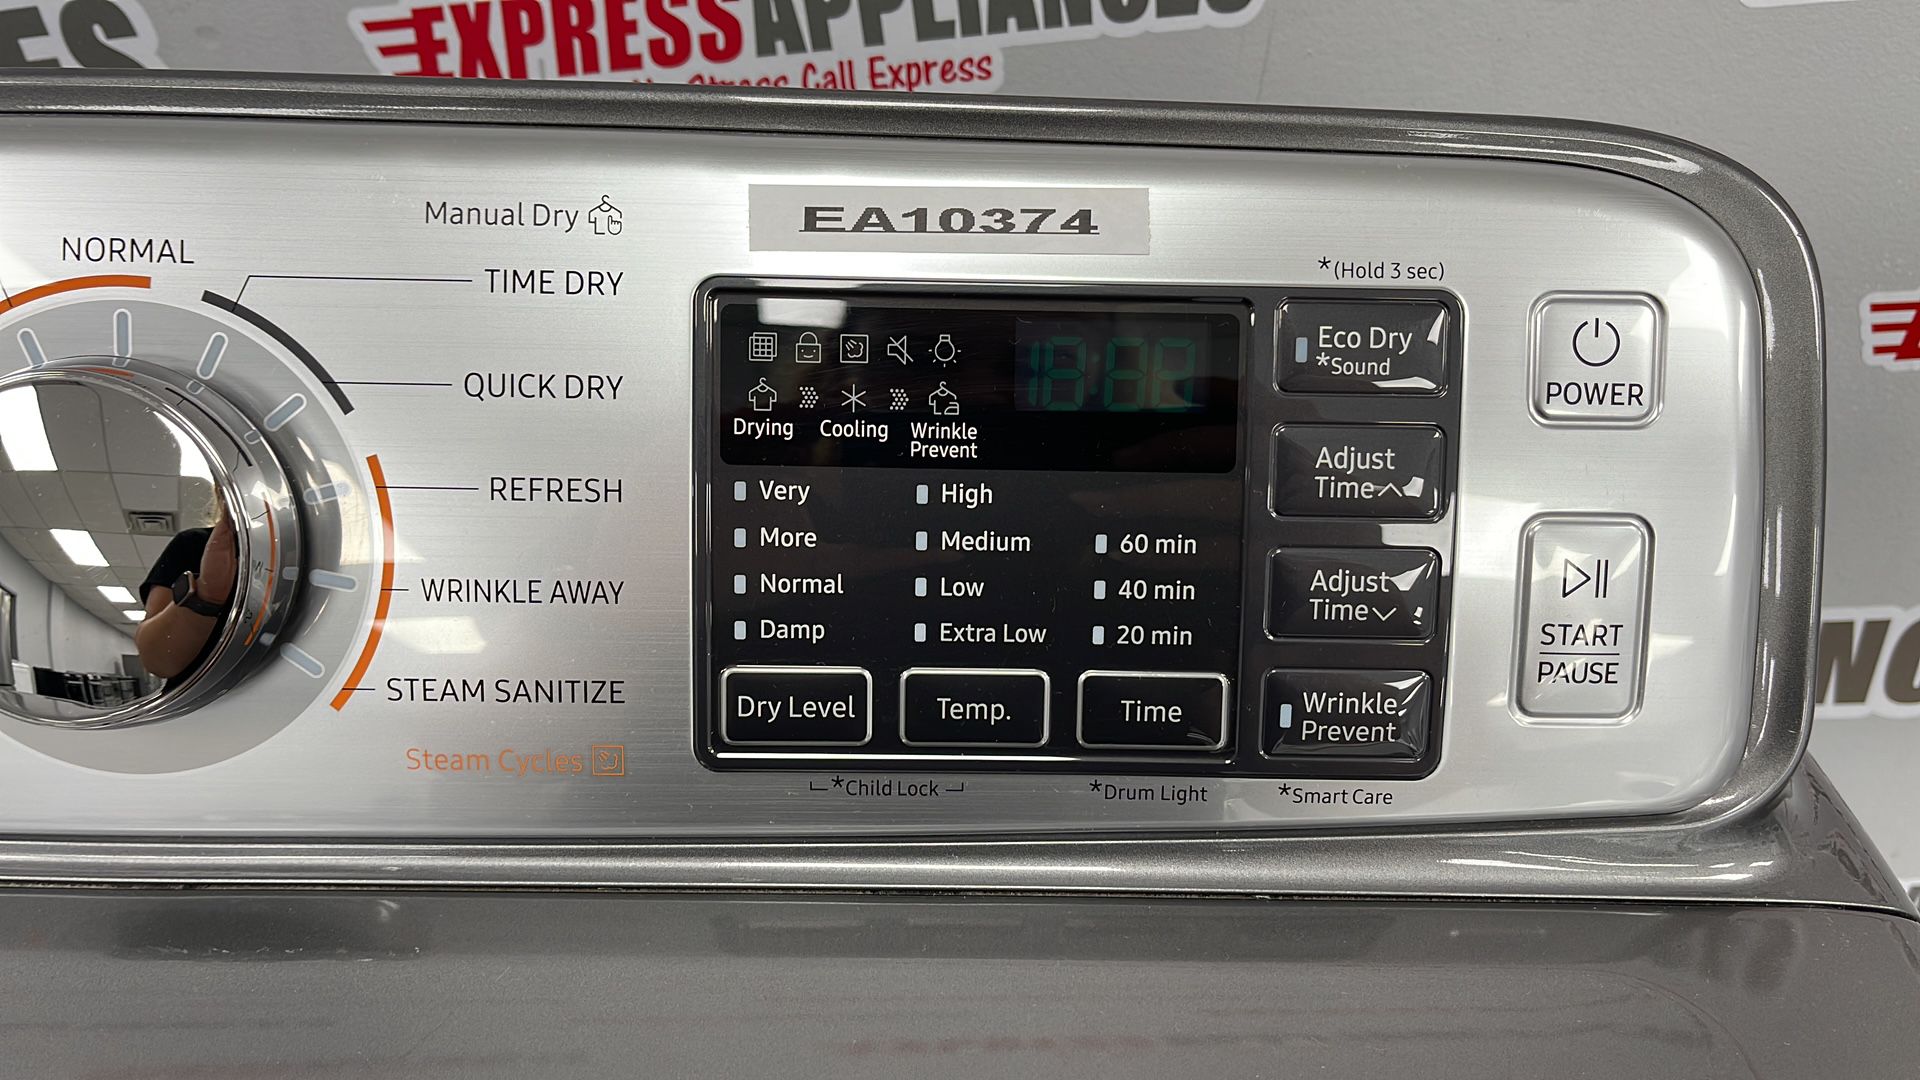 EXPRESS APPLIANCES
Stress Call Express
Manual Dry
NORMAL
TIME DRY
QUICK DRY
REFRESH
WRINKLE AWAY
STEAM SANITIZE
Steam Cycles
EA10374
*(Hold 3 sec)
Drying
Cooling
Wrinkle
Prevent
Very
More
Normal
Damp
High
Medium
Low
Extra Low
60 min
40 min
20 min
Dry Level
Temp.
Time
*Child Lock
*Drum Light
Eco Dry
*Sound
Adjust
Time
Adjust
Time
Wrinkle
Prevent
*Smart Care
POWER
START
PAUSE